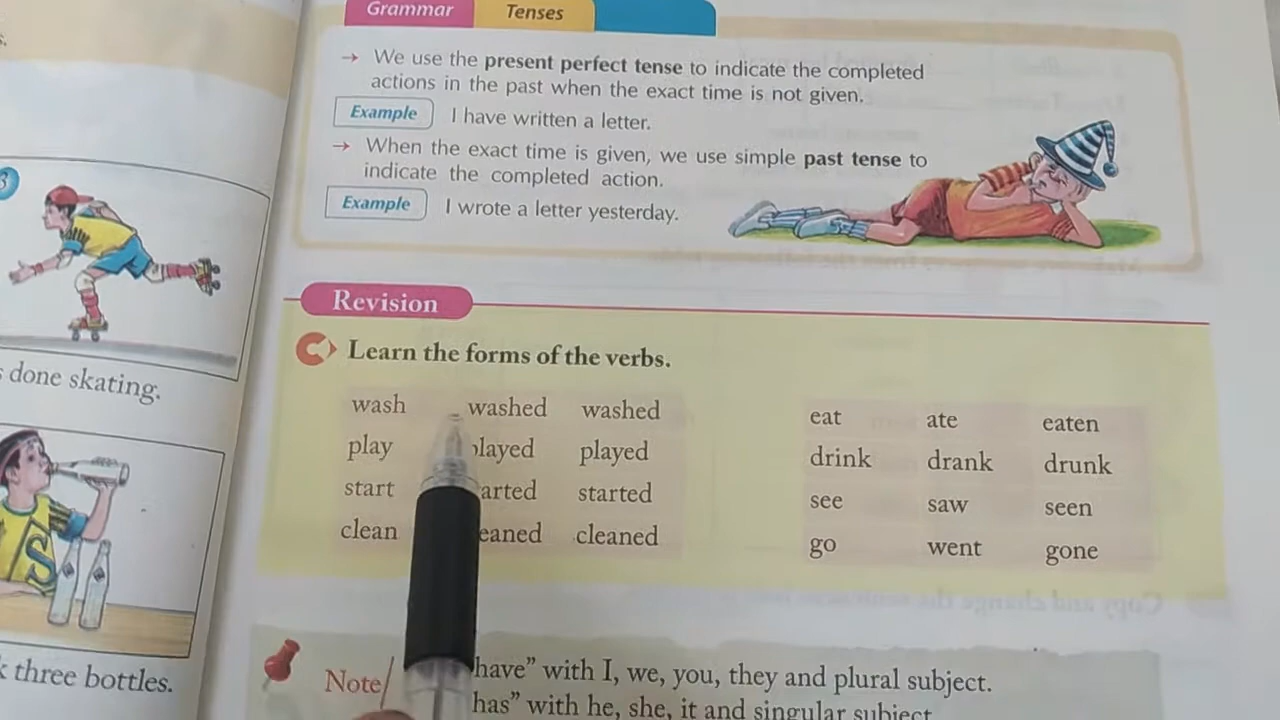 s.
3
s done skating.
three bottles.
Grammar Tenses
→ We use the present perfect tense to indicate the completed
actions in the past when the exact time is not given.
Example I have written a letter.
→ When the exact time is given, we use simple past tense to
indicate the completed action.
Example I wrote a letter yesterday.
Revision
Learn the forms of the verbs.
wash washed washed
play played played
start arted started
clean eaned cleaned
eat ate eaten
drink drank drunk
see saw seen
go went gone
Note/ have” with I, we, you, they and plural subject.
has” with he, she, it and singular subject